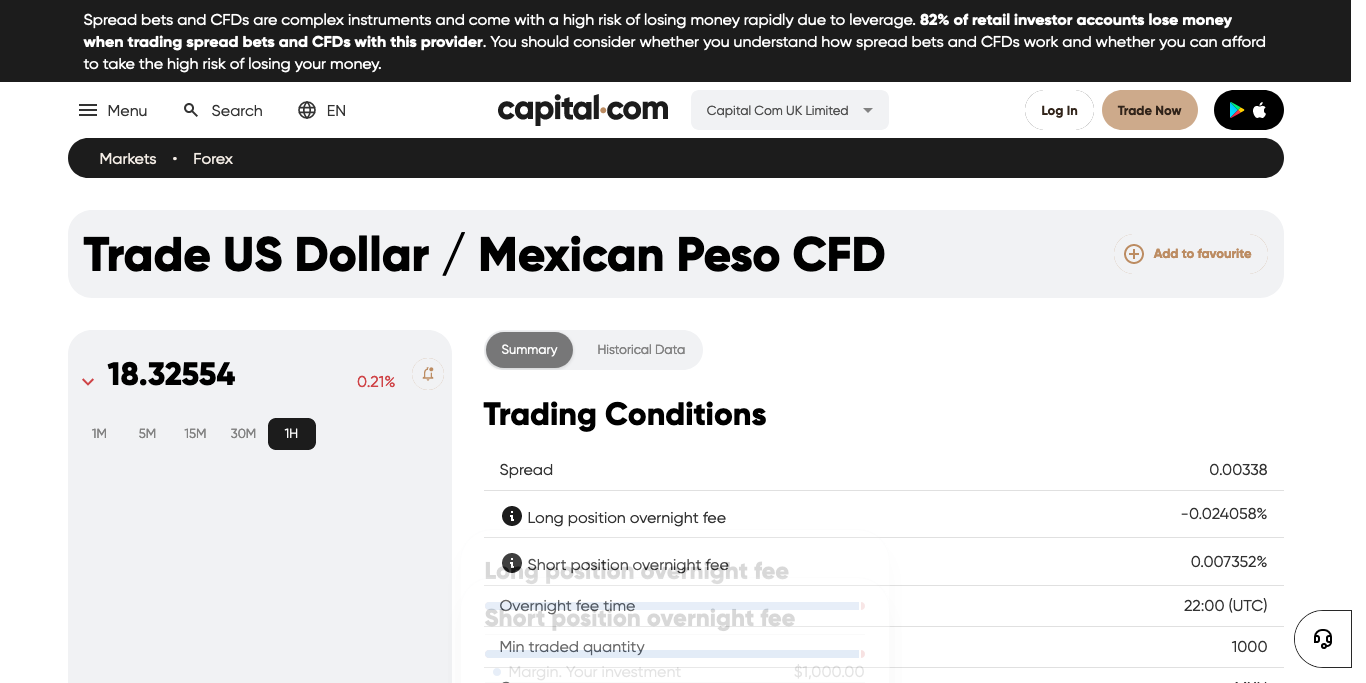 Spread bets and CFDs are complex instruments and come with a high risk of losing money rapidly due to leverage. 82% of retail investor accounts lose money
when trading spread bets and CFDs with this provider. You should consider whether you understand how spread bets and CFDs work and whether you can afford
to take the high risk of losing your money.
Menu Search EN capital.com Capital Com UK Limited Log In Trade Now
Markets • Forex
Trade US Dollar / Mexican Peso CFD Add to favourite
18.32554 0.21%
1M 5M 15M 30M 1H
Summary Historical Data
Trading Conditions
Spread 0.00338
Long position overnight fee -0.024058%
Short position overnight fee 0.007352%
Long position overnight fee
Overnight fee time 22:00 (UTC)
Short position overnight fee
Min traded quantity 1000
Margin. Your investment $1,000.00